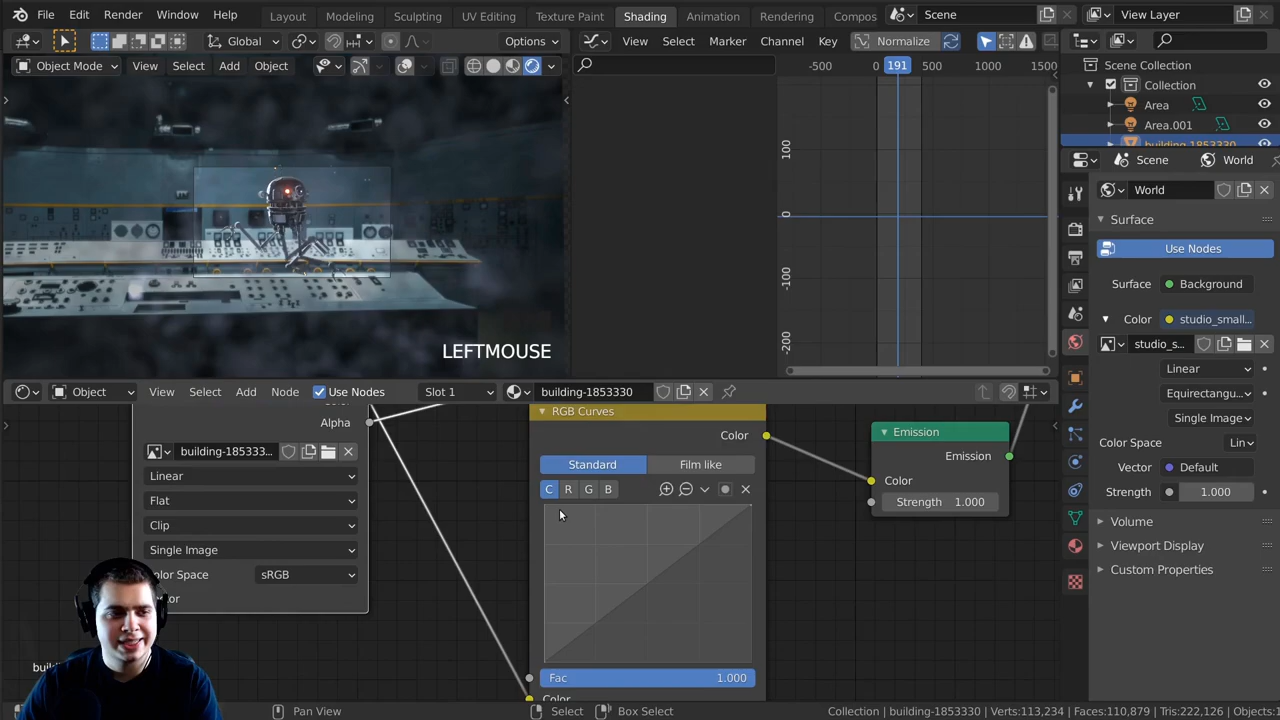 File Edit Render Window Help Layout Modeling Sculpting UV Editing Texture Paint Shading Animation Rendering Compos Scene View Layer
Global Options View Select Marker Channel Key Normalize
Object Mode View Select Add Object 191
-500 0 500 1000 1500
100
0
-100
-200
Scene Collection
Collection
Area
Area.001
building-1853330
Scene World
World
Surface
Use Nodes
Surface Background
Color studio_small...
studio_s...
Linear
Equirectangu...
Single Image
Color Space Lin
Vector Default
Strength 1.000
Volume
Viewport Display
Custom Properties
LEFTMOUSE
Object View Select Add Node Use Nodes Slot 1 building-1853330
Alpha
building-185333...
Linear
Flat
Clip
Single Image
olor Space sRGB
RGB Curves
Color
Standard Film like
C R G B
Fac 1.000
Color
Emission
Emission
Color
Strength 1.000
Pan View Select Box Select Collection | building-1853330 | Verts:113,234 | Faces:110,879 | Tris:222,126 | Objects:1